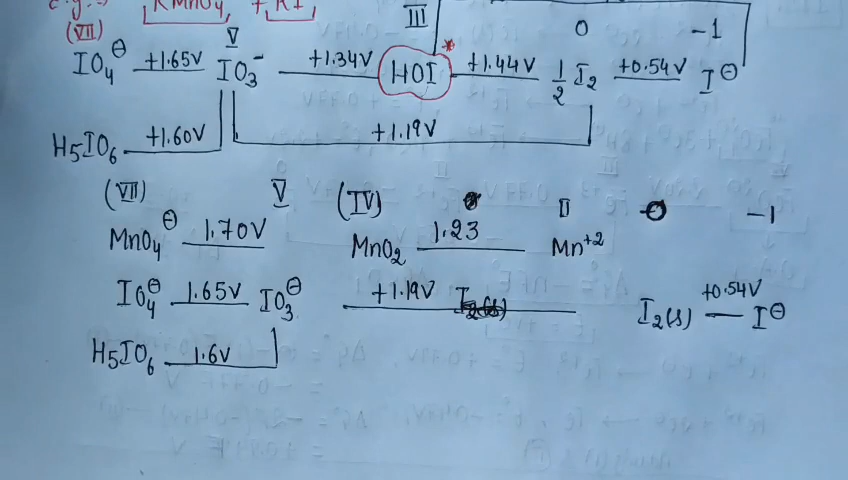 e.g.:- KMnO4, + KI
(VII) V III 0 -1
IO4⊖ +1.65V IO3- +1.34V HOI* +1.44V 1/2 I2 +0.54V I⊖
H5IO6 +1.60V +1.19V
(VII) V (IV) II -1
MnO4⊖ 1.70V MnO2 1.23 Mn+2
IO4⊖ 1.65V IO3⊖ +1.19V I2(s) +0.54V I⊖
H5IO6 1.6V